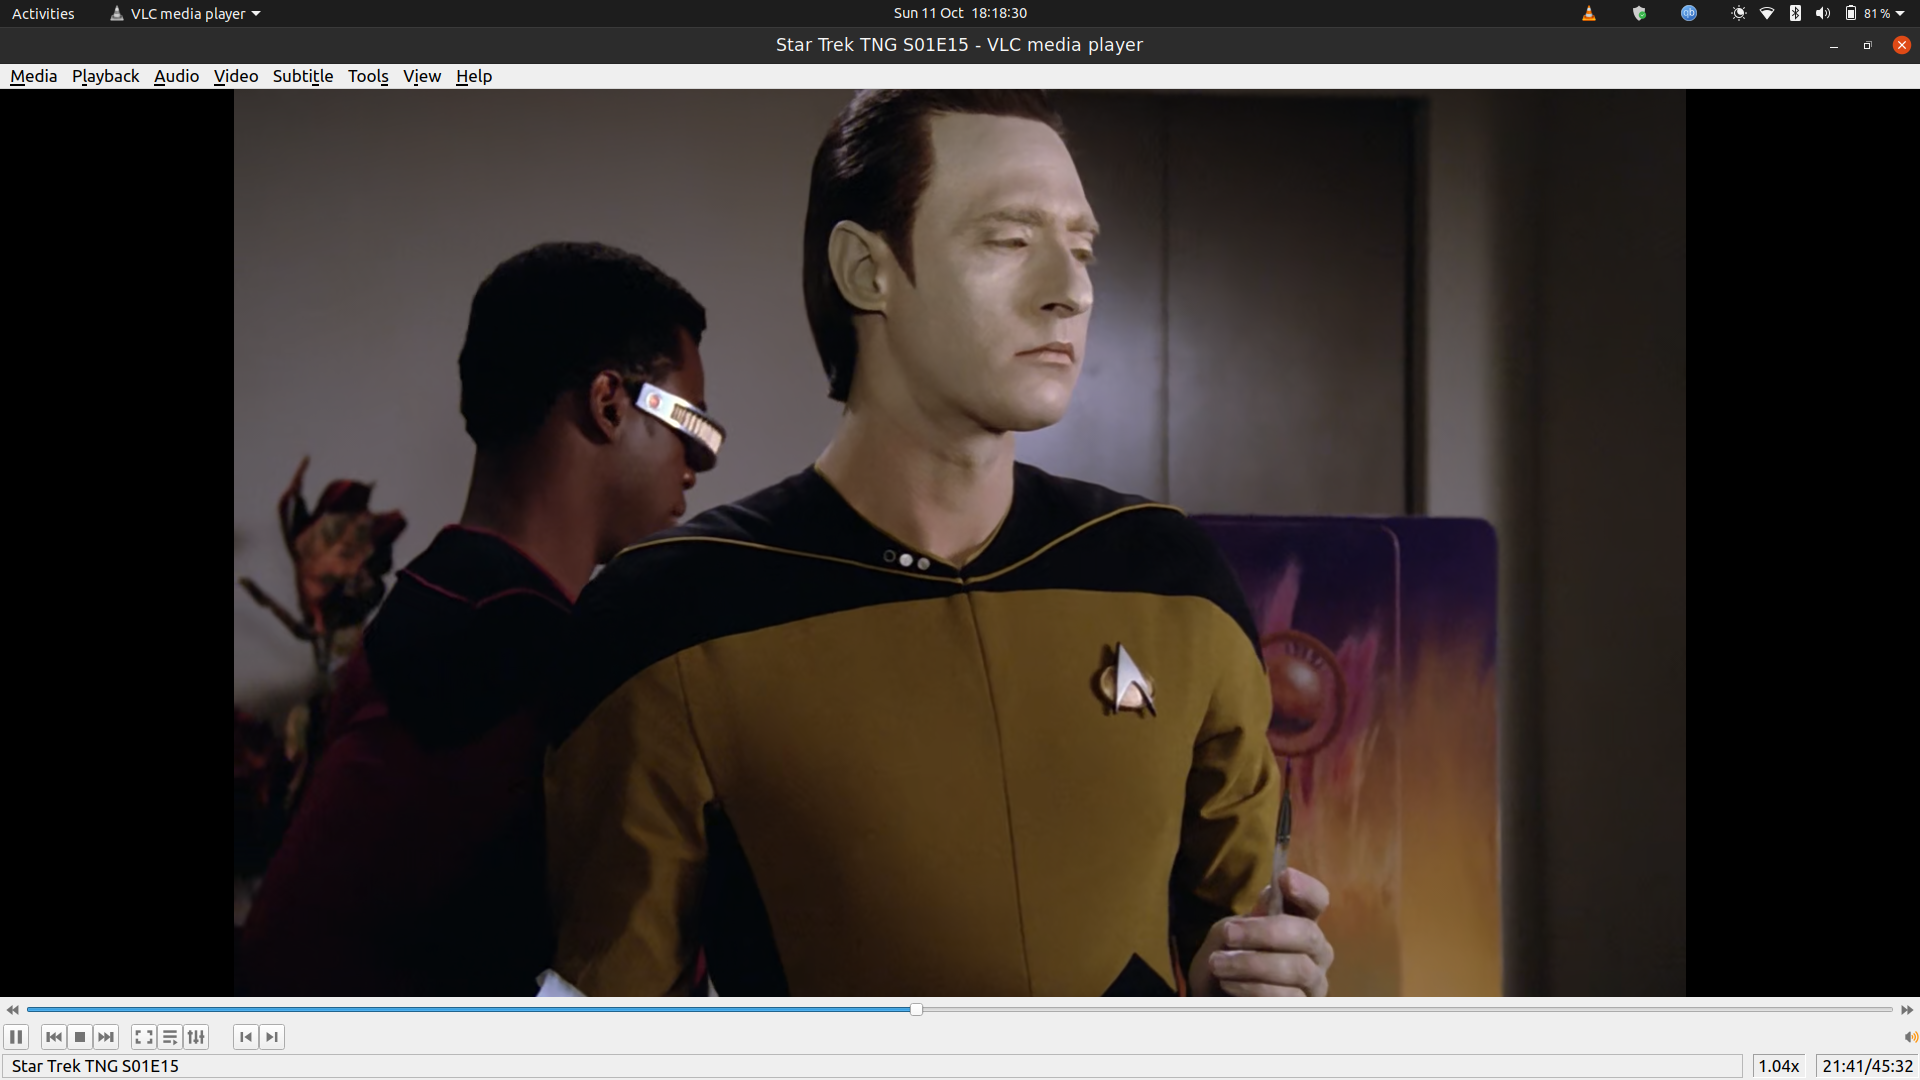 Activities VLC media player Sun 11 Oct 18:18:30 81 %
Star Trek TNG S01E15 - VLC media player
Media Playback Audio Video Subtitle Tools View Help
Star Trek TNG S01E15 1.04x 21:41/45:32